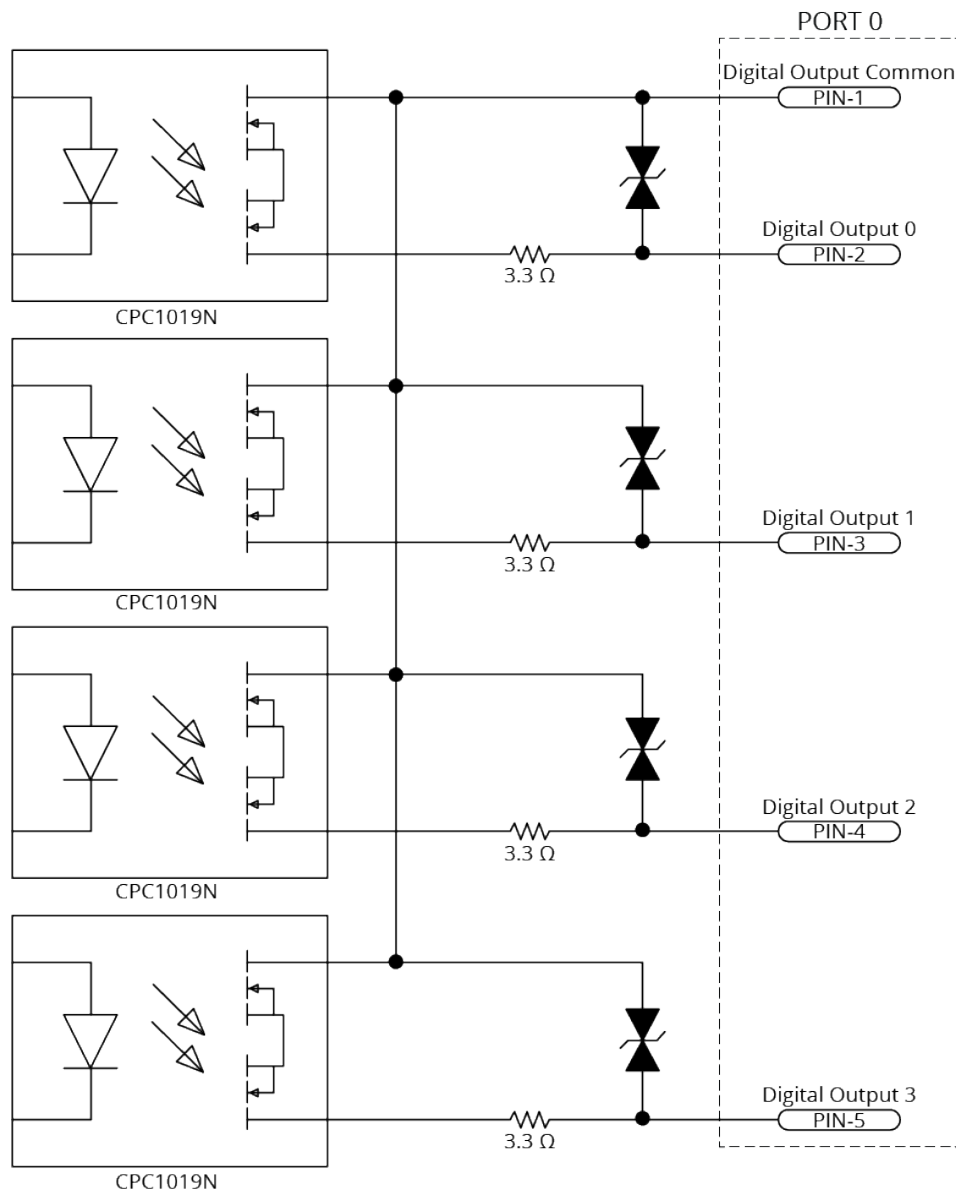 PORT 0
Digital Output Common
PIN-1
Digital Output 0
PIN-2
3.3 Ω
CPC1019N
Digital Output 1
PIN-3
3.3 Ω
CPC1019N
Digital Output 2
PIN-4
3.3 Ω
CPC1019N
Digital Output 3
PIN-5
3.3 Ω
CPC1019N